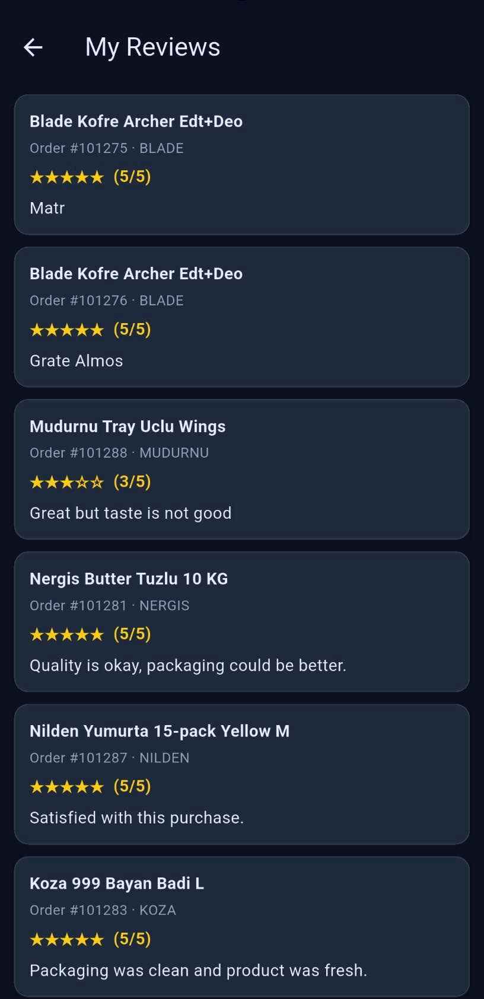 My Reviews
Blade Kofre Archer Edt+Deo
Order #101275 · BLADE
★★★★★ (5/5)
Matr
Blade Kofre Archer Edt+Deo
Order #101276 · BLADE
★★★★★ (5/5)
Grate Almos
Mudurnu Tray Uclu Wings
Order #101288 · MUDURNU
★★★☆☆ (3/5)
Great but taste is not good
Nergis Butter Tuzlu 10 KG
Order #101281 · NERGIS
★★★★★ (5/5)
Quality is okay, packaging could be better.
Nilden Yumurta 15-pack Yellow M
Order #101287 · NILDEN
★★★★★ (5/5)
Satisfied with this purchase.
Koza 999 Bayan Badi L
Order #101283 · KOZA
★★★★★ (5/5)
Packaging was clean and product was fresh.